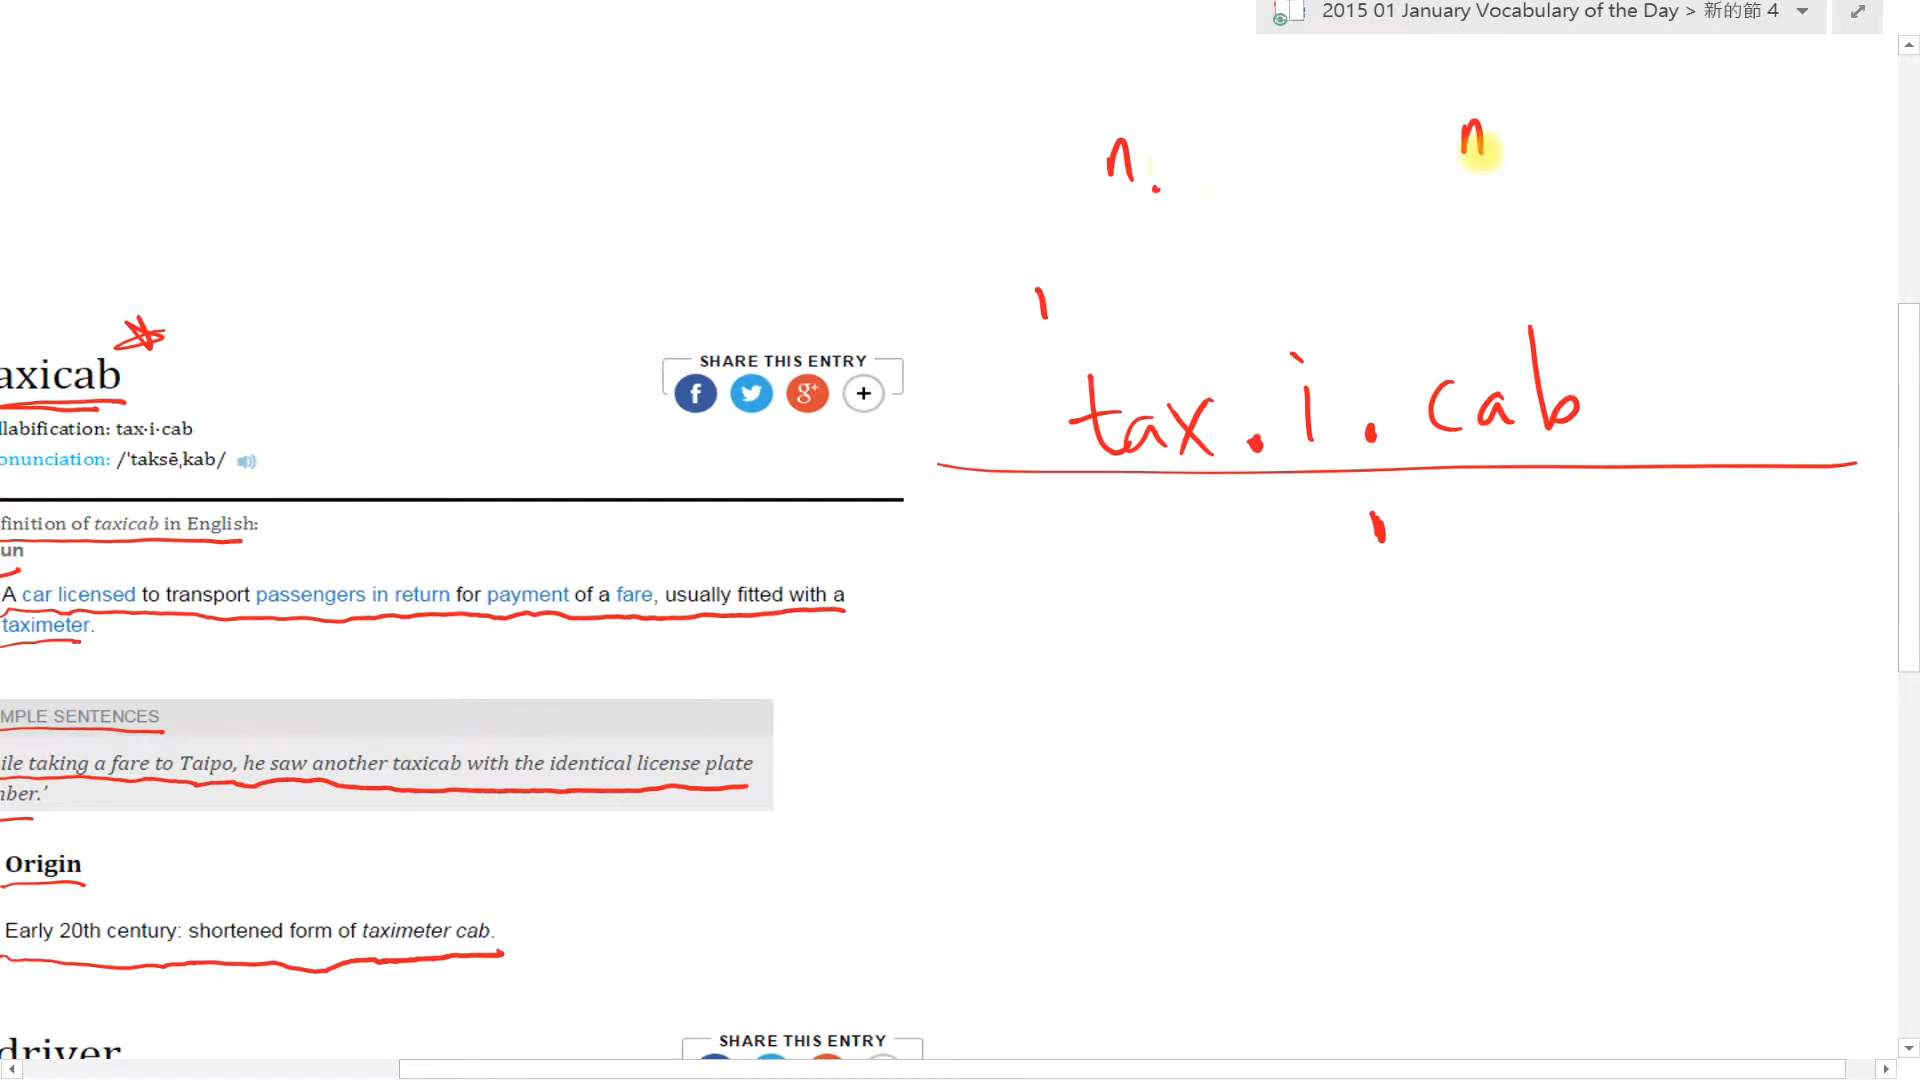 2015 01 January Vocabulary of the Day > 新的節 4
n.
n
axicab
SHARE THIS ENTRY
f
g+
+
llabification: tax·i·cab
onunciation: /ˈtaksēˌkab/
tax.i.cab
finition of taxicab in English:
un
A car licensed to transport passengers in return for payment of a fare, usually fitted with a
taximeter.
MPLE SENTENCES
ile taking a fare to Taipo, he saw another taxicab with the identical license plate
nber.’
Origin
Early 20th century: shortened form of taximeter cab.
driver
SHARE THIS ENTRY